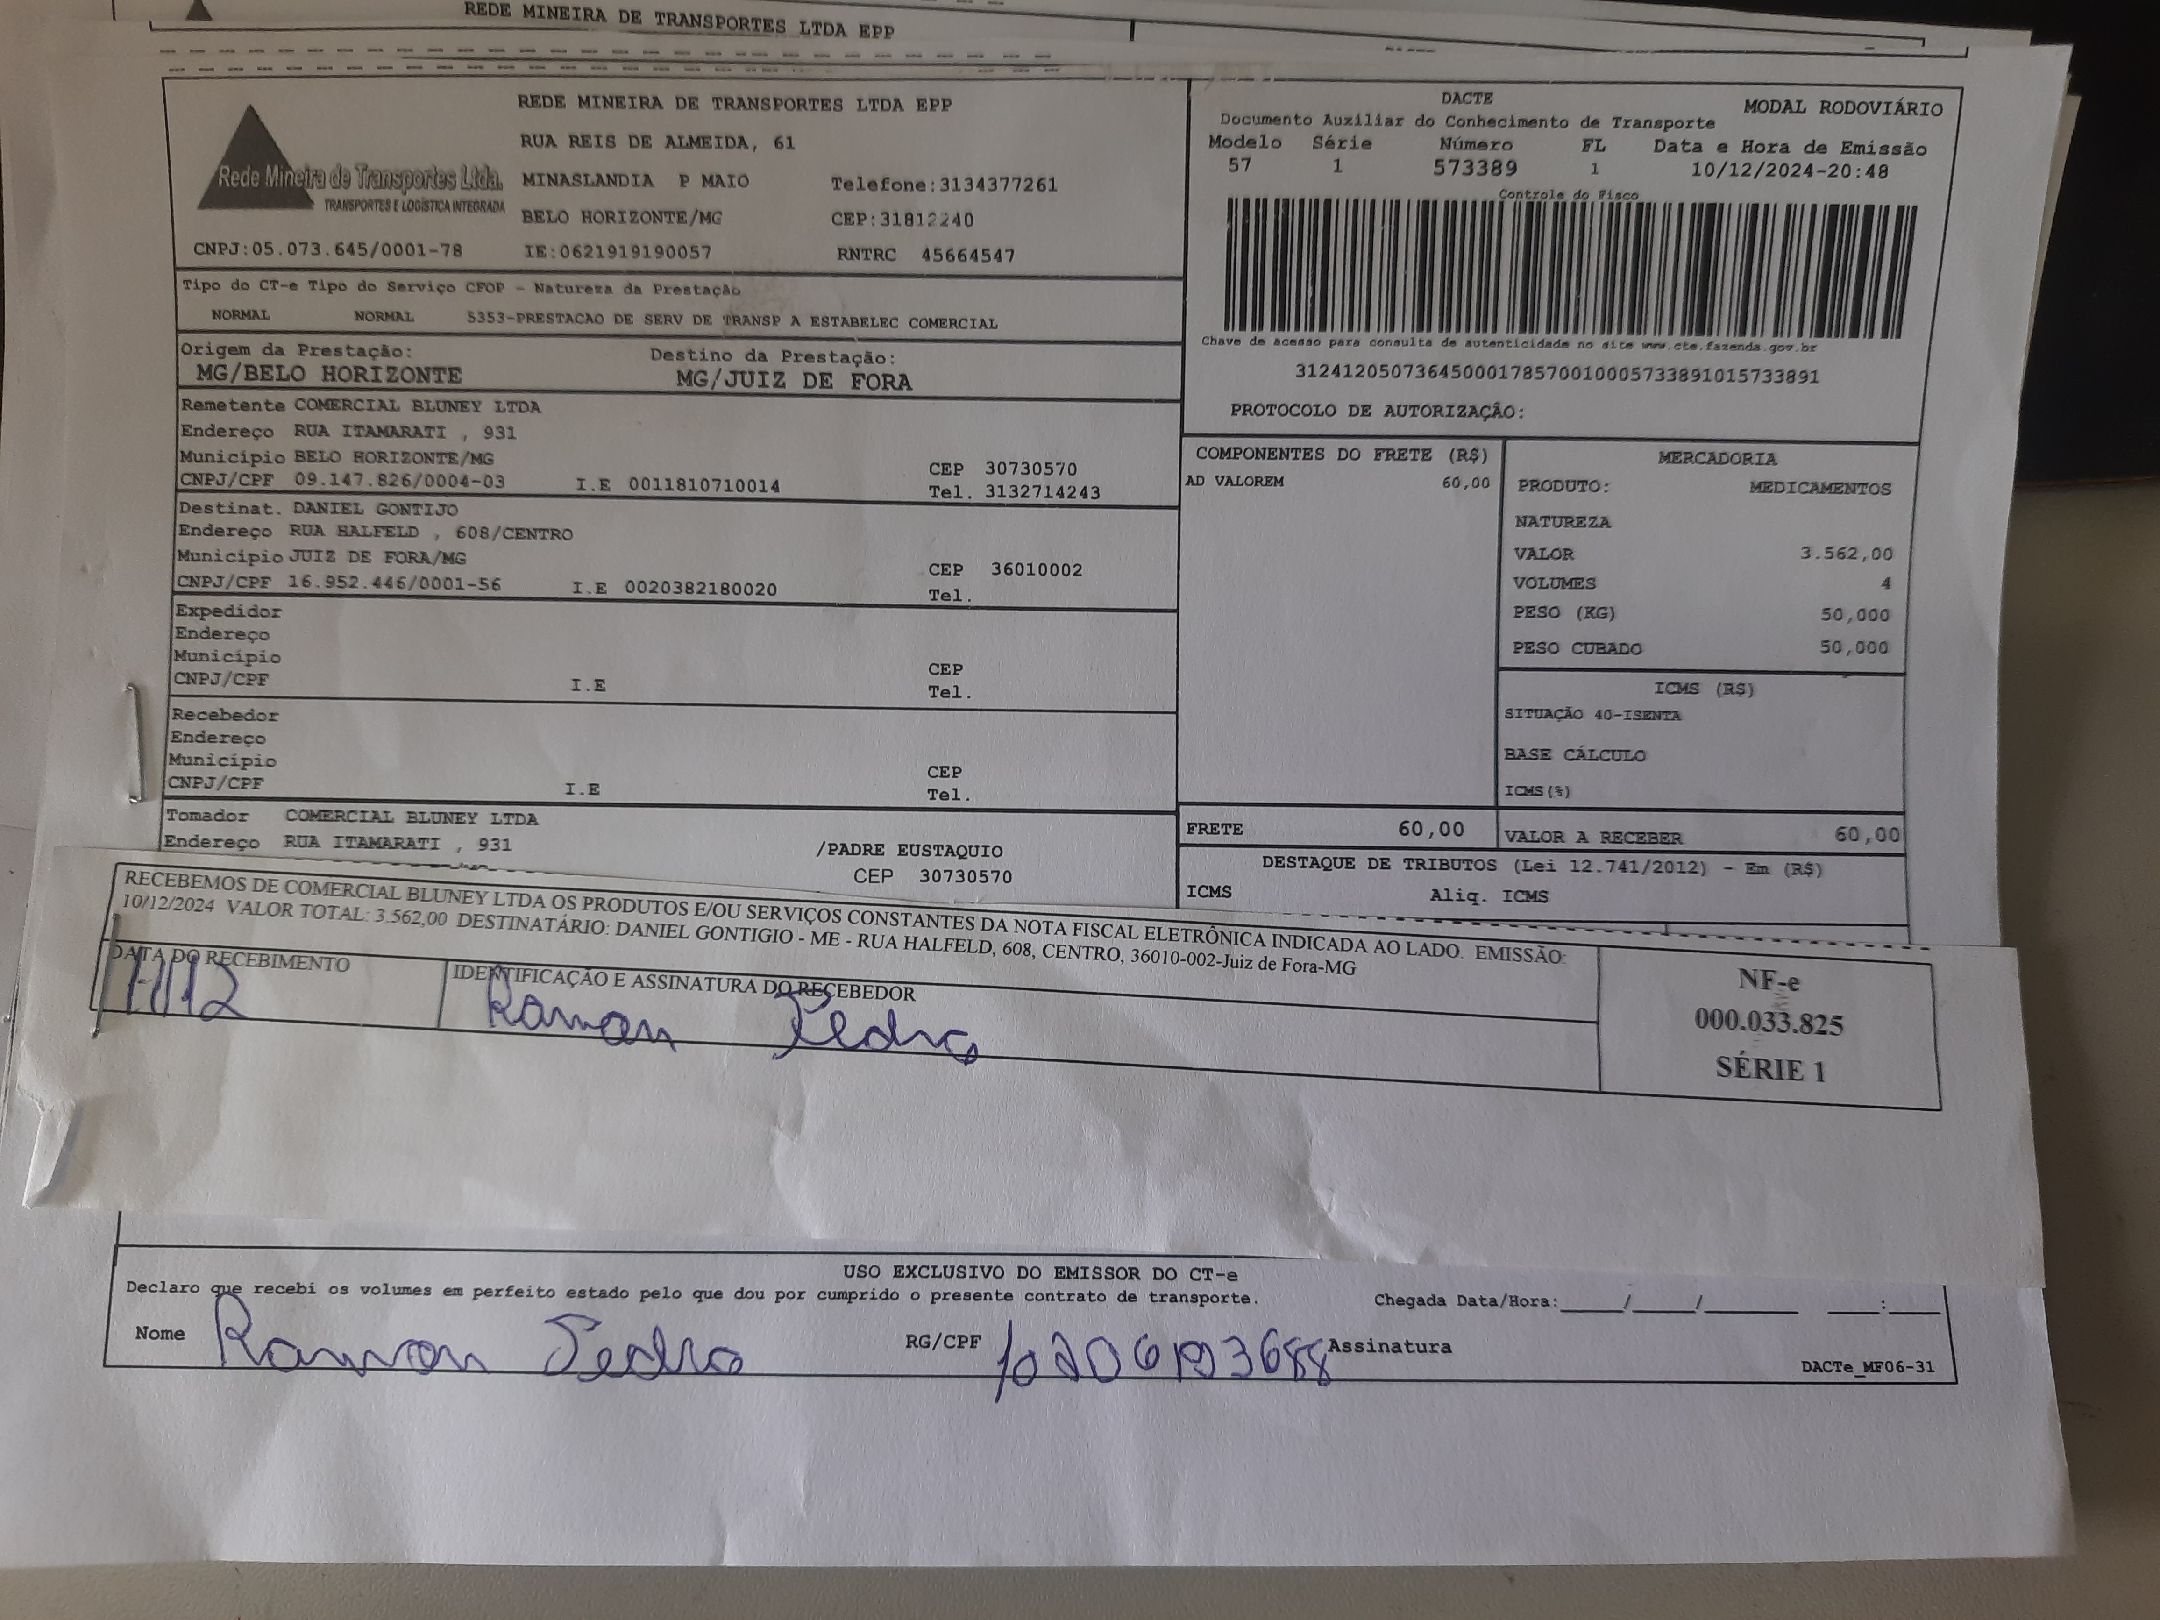 REDE MINEIRA DE TRANSPORTES LTDA EPP
REDE MINEIRA DE TRANSPORTES LTDA EPP
RUA REIS DE ALMEIDA, 61
Rede Mineira de Transportes Ltda.
TRANSPORTES E LOGÍSTICA INTEGRADA
MINASLANDIA P MAIO Telefone:3134377261
BELO HORIZONTE/MG CEP:31812240
CNPJ:05.073.645/0001-78 IE:0621919190057 RNTRC 45664547
DACTE MODAL RODOVIÁRIO
Documento Auxiliar do Conhecimento de Transporte
Modelo Série Número FL Data e Hora de Emissão
57 1 573389 1 10/12/2024-20:48
Controle do Fisco
Chave de acesso para consulta de autenticidade no site www.cte.fazenda.gov.br
31241205073645000178570010005733891015733891
PROTOCOLO DE AUTORIZAÇÃO:
Tipo do CT-e Tipo do Serviço CFOP - Natureza da Prestação
NORMAL NORMAL 5353-PRESTACAO DE SERV DE TRANSP A ESTABELEC COMERCIAL
Origem da Prestação: Destino da Prestação:
MG/BELO HORIZONTE MG/JUIZ DE FORA
Remetente COMERCIAL BLUNEY LTDA
Endereço RUA ITAMARATI , 931
Município BELO HORIZONTE/MG CEP 30730570
CNPJ/CPF 09.147.826/0004-03 I.E 0011810710014 Tel. 3132714243
Destinat. DANIEL GONTIJO
Endereço RUA HALFELD , 608/CENTRO
Município JUIZ DE FORA/MG CEP 36010002
CNPJ/CPF 16.952.446/0001-56 I.E 0020382180020 Tel.
Expedidor
Endereço
Município CEP
CNPJ/CPF I.E Tel.
Recebedor
Endereço
Município CEP
CNPJ/CPF I.E Tel.
Tomador COMERCIAL BLUNEY LTDA
Endereço RUA ITAMARATI , 931 /PADRE EUSTAQUIO
CEP 30730570
COMPONENTES DO FRETE (R$)
AD VALOREM 60,00
MERCADORIA
PRODUTO: MEDICAMENTOS
NATUREZA
VALOR 3.562,00
VOLUMES 4
PESO (KG) 50,000
PESO CUBADO 50,000
ICMS (R$)
SITUAÇÃO 40-ISENTA
BASE CÁLCULO
ICMS(%)
FRETE 60,00 VALOR A RECEBER 60,00
DESTAQUE DE TRIBUTOS (Lei 12.741/2012) - Em (R$)
ICMS Aliq. ICMS
RECEBEMOS DE COMERCIAL BLUNEY LTDA OS PRODUTOS E/OU SERVIÇOS CONSTANTES DA NOTA FISCAL ELETRÔNICA INDICADA AO LADO. EMISSÃO:
10/12/2024 VALOR TOTAL: 3.562,00 DESTINATÁRIO: DANIEL GONTIGIO - ME - RUA HALFELD, 608, CENTRO, 36010-002-Juiz de Fora-MG
DATA DO RECEBIMENTO IDENTIFICAÇÃO E ASSINATURA DO RECEBEDOR
11/12 Ramon Pedro
NF-e
000.033.825
SÉRIE 1
USO EXCLUSIVO DO EMISSOR DO CT-e
Declaro que recebi os volumes em perfeito estado pelo que dou por cumprido o presente contrato de transporte. Chegada Data/Hora:_____/_____/_______ ____:____
Nome Ramon Pedro RG/CPF Assinatura
DACTe_MF06-31